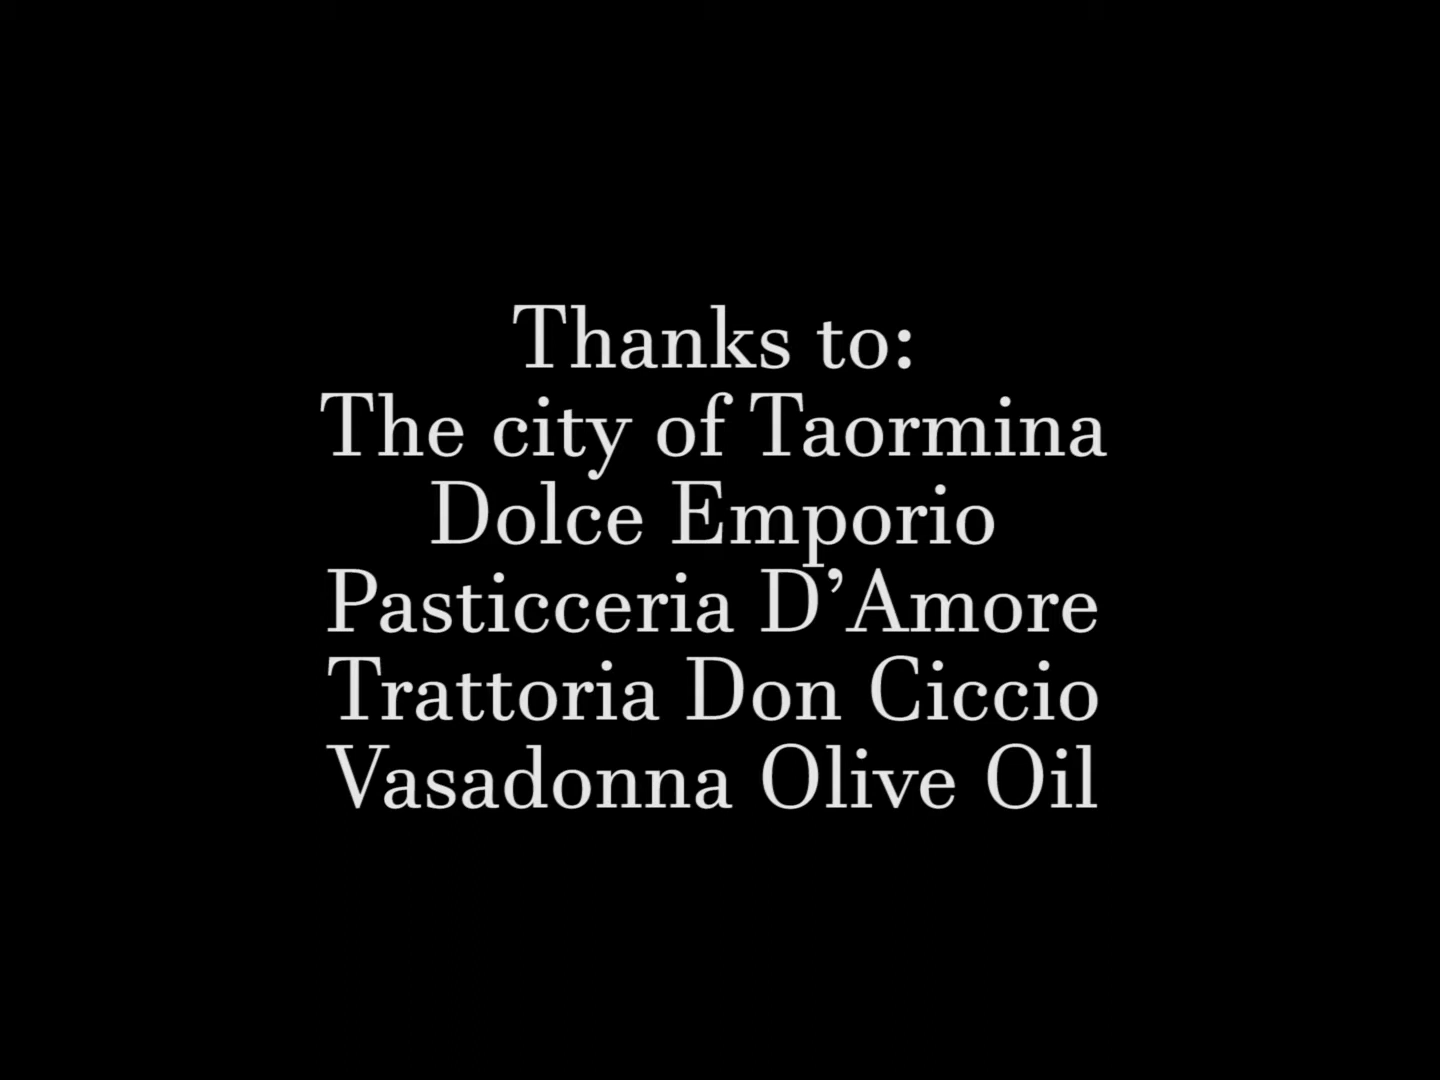 Thanks to:
The city of Taormina
Dolce Emporio
Pasticceria D’Amore
Trattoria Don Ciccio
Vasadonna Olive Oil